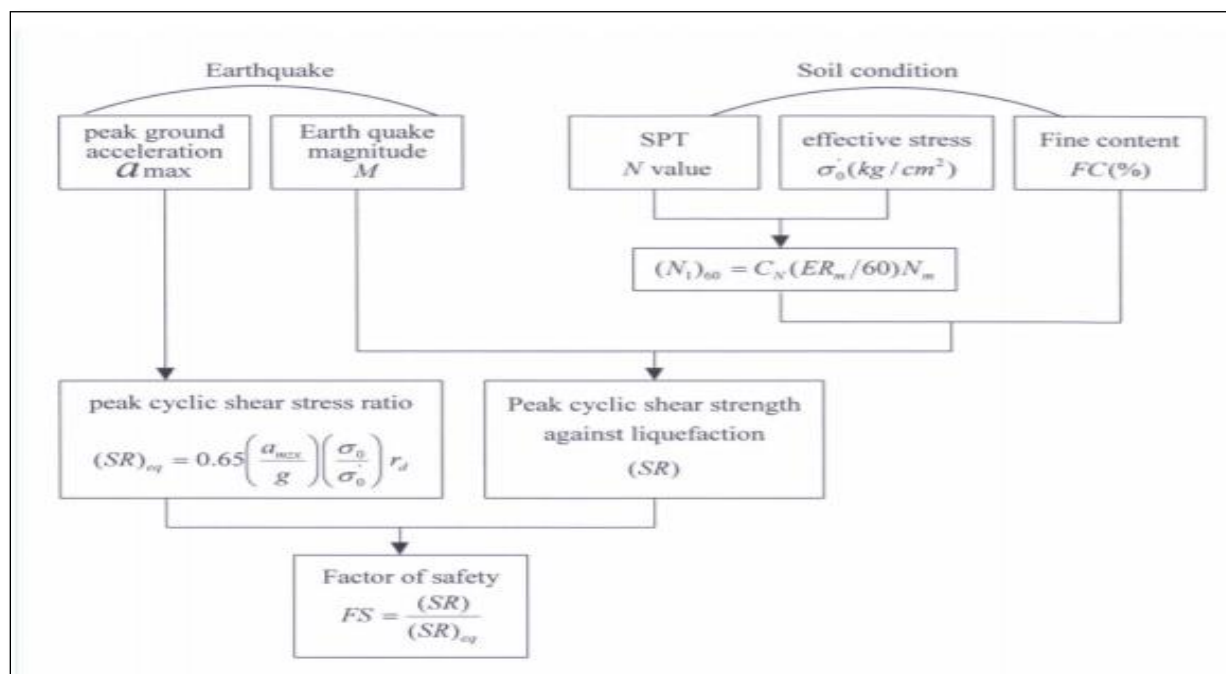 Earthquake
Soil condition
peak ground
acceleration
a max
Earth quake
magnitude
M
SPT
N value
effective stress
σ'₀(kg/cm²)
Fine content
FC(%)
(N₁)₆₀ = C_N(ER_m/60)N_m
peak cyclic shear stress ratio
(SR)_eq = 0.65(a_max/g)(σ₀/σ'₀) r_d
Peak cyclic shear strength
against liquefaction
(SR)
Factor of safety
FS = (SR)/(SR)_eq